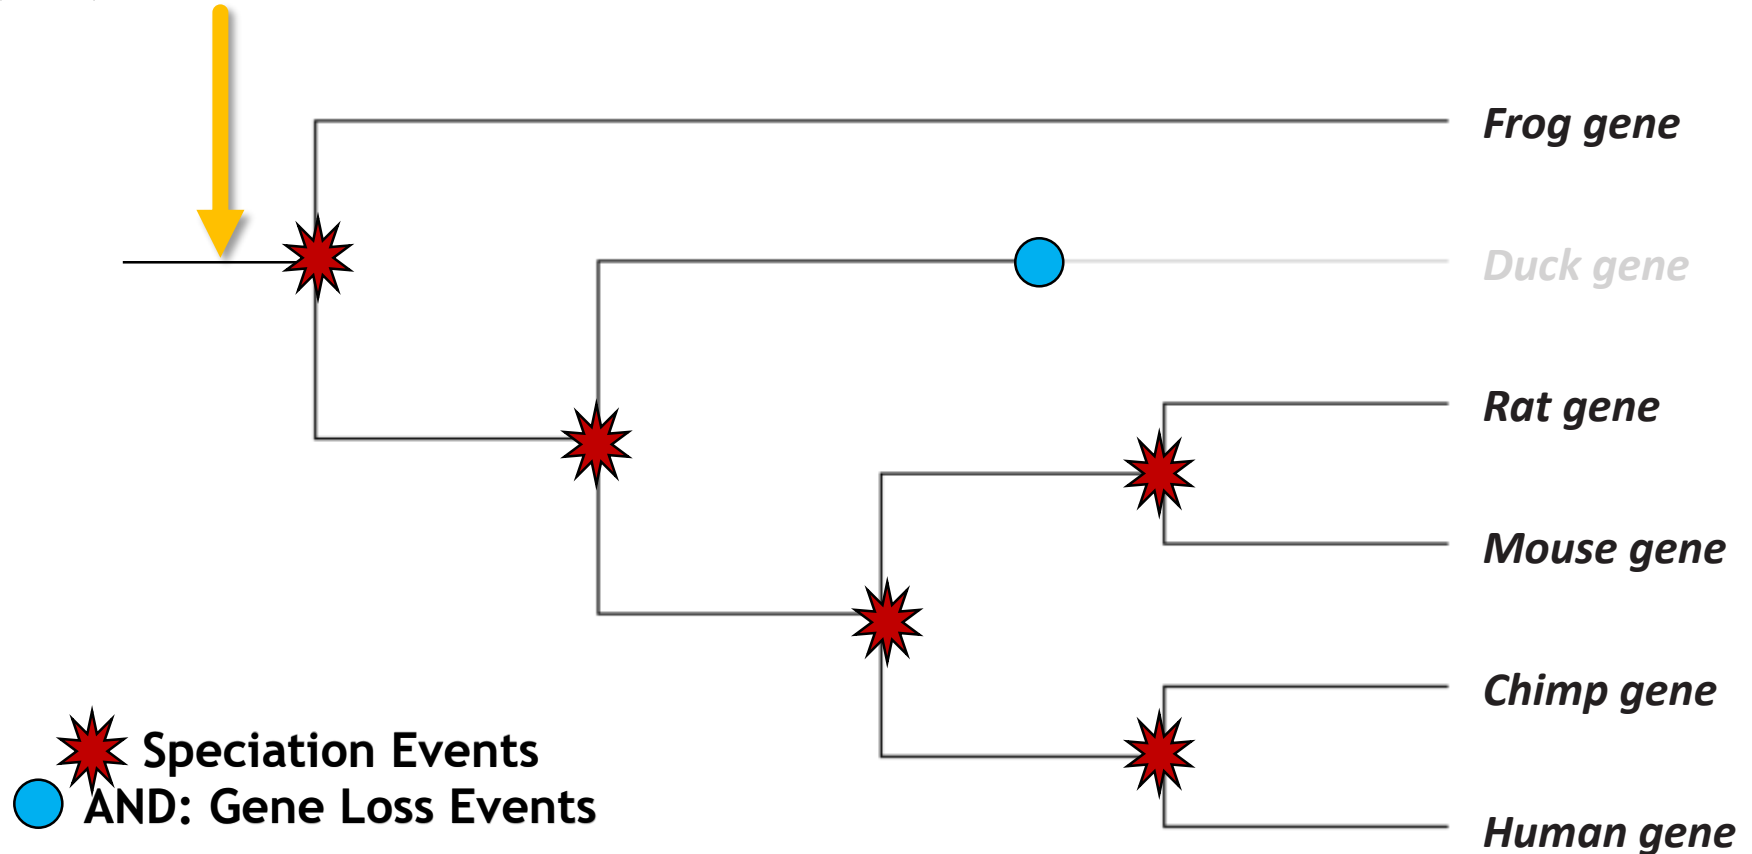 Frog gene
Duck gene
Rat gene
Mouse gene
Chimp gene
Human gene
Speciation Events
AND: Gene Loss Events